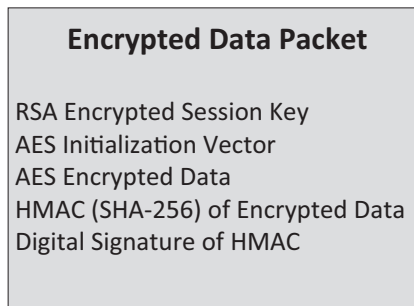 Encrypted Data Packet
RSA Encrypted Session Key
AES Initialization Vector
AES Encrypted Data
HMAC (SHA-256) of Encrypted Data
Digital Signature of HMAC